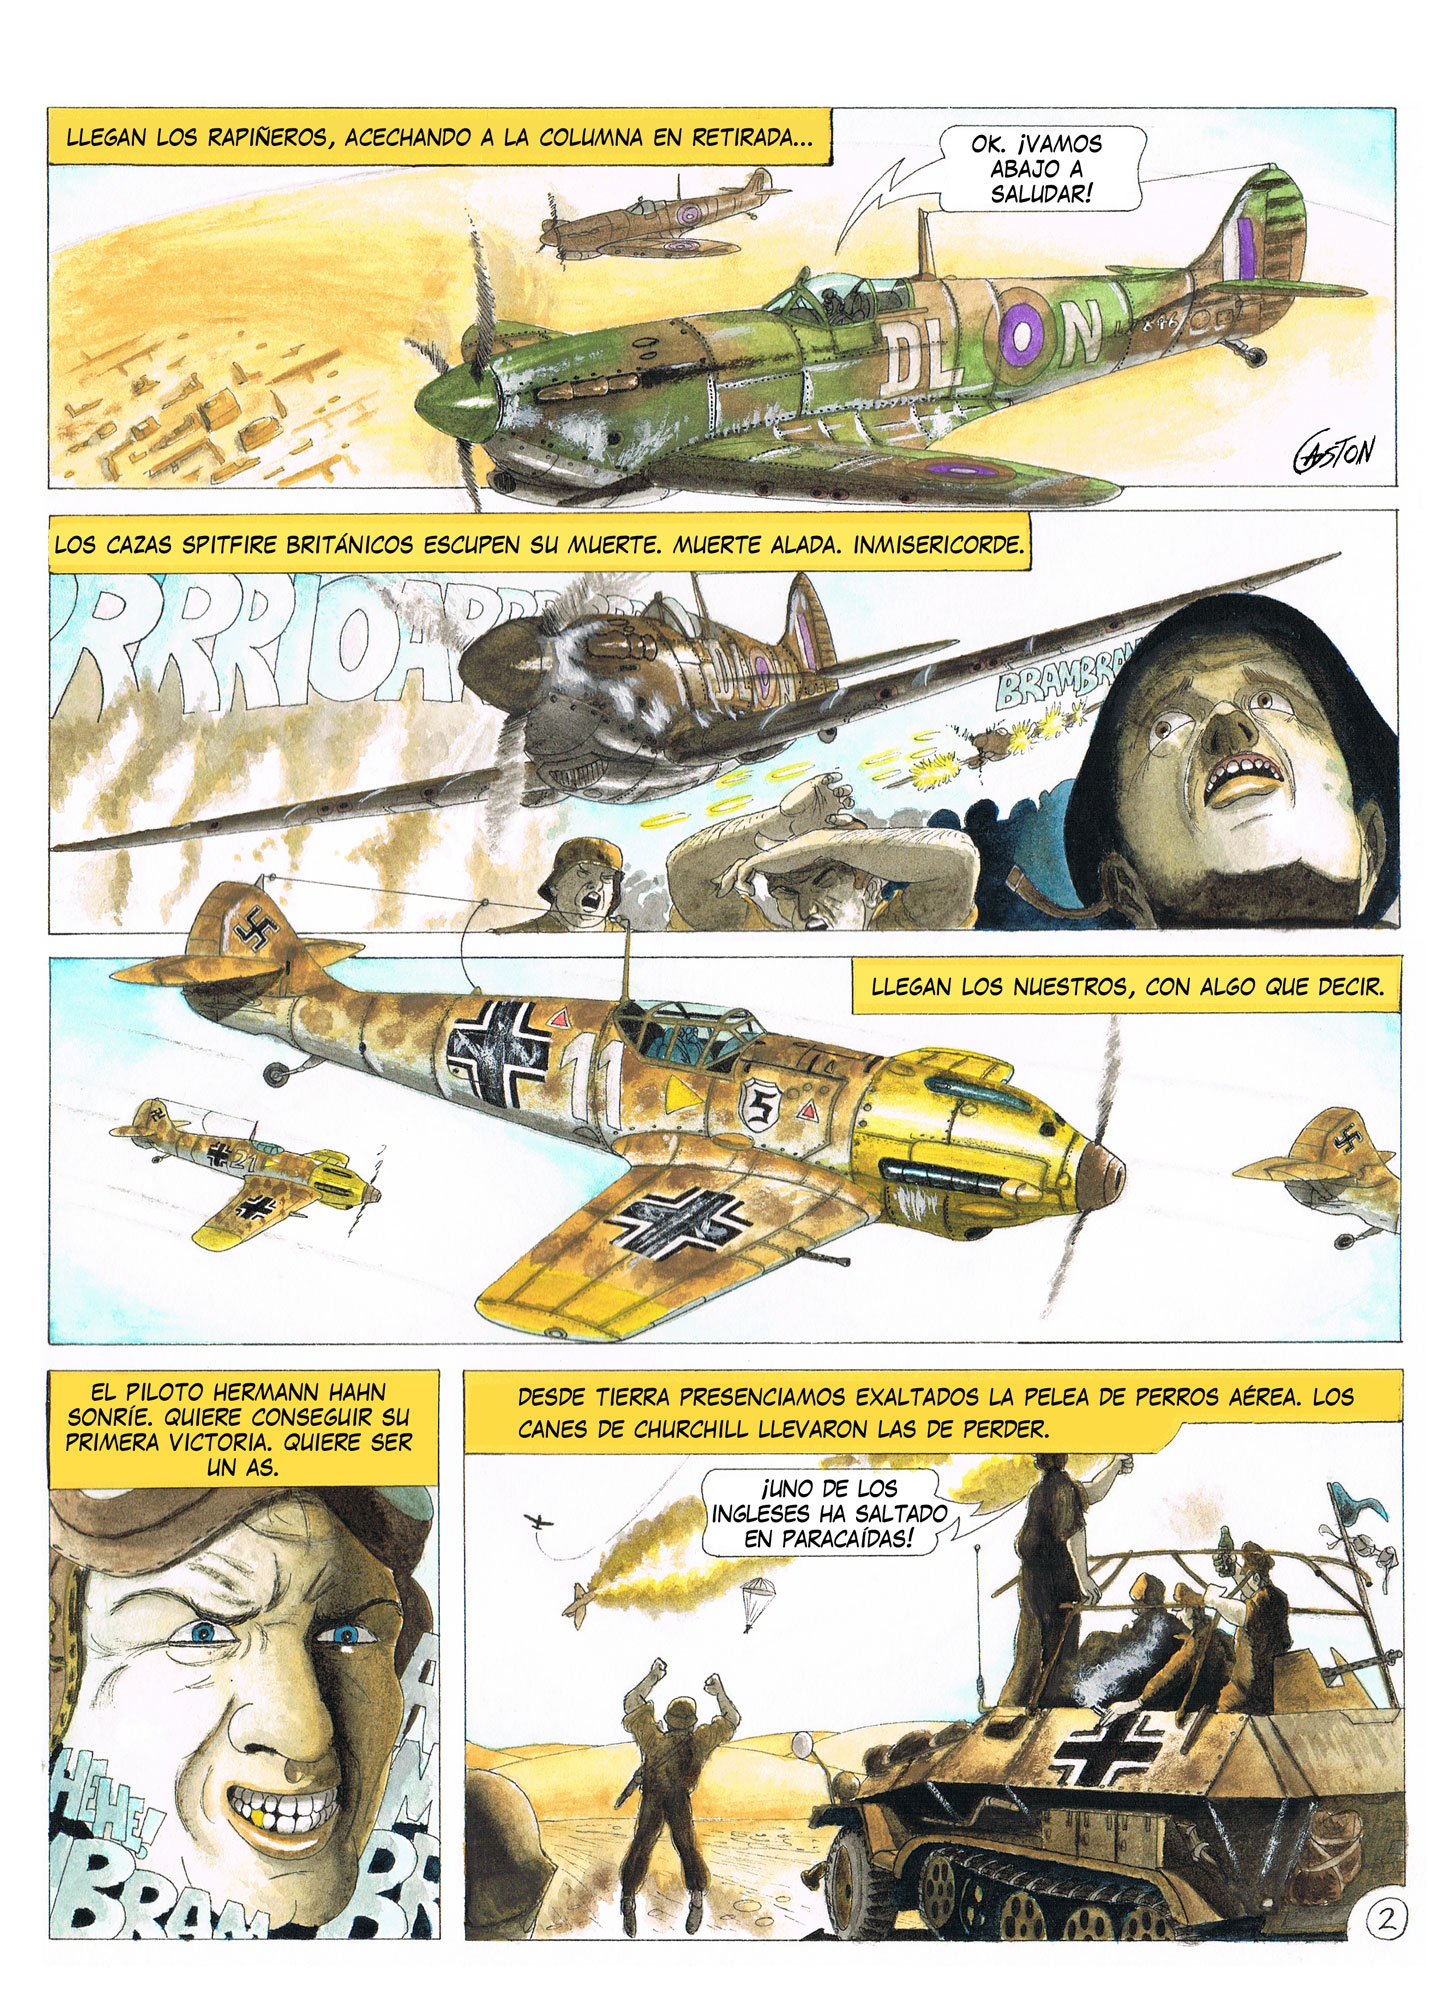 LLEGAN LOS RAPIÑEROS, ACECHANDO A LA COLUMNA EN RETIRADA...
OK. ¡VAMOS
ABAJO A
SALUDAR!
DL
N
GASTON
LOS CAZAS SPITFIRE BRITÁNICOS ESCUPEN SU MUERTE. MUERTE ALADA. INMISERICORDE.
DL N
BRAMBRAM
LLEGAN LOS NUESTROS, CON ALGO QUE DECIR.
11
S
21
EL PILOTO HERMANN HAHN
SONRÍE. QUIERE CONSEGUIR SU
PRIMERA VICTORIA. QUIERE SER
UN AS.
HEHE!
BRAM
DESDE TIERRA PRESENCIAMOS EXALTADOS LA PELEA DE PERROS AÉREA. LOS
CANES DE CHURCHILL LLEVARON LAS DE PERDER.
¡UNO DE LOS
INGLESES HA SALTADO
EN PARACAÍDAS!
2